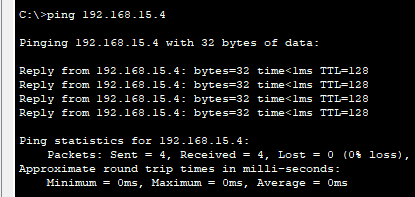 C:\>ping 192.168.15.4
Pinging 192.168.15.4 with 32 bytes of data:
Reply from 192.168.15.4: bytes=32 time<1ms TTL=128
Reply from 192.168.15.4: bytes=32 time<1ms TTL=128
Reply from 192.168.15.4: bytes=32 time<1ms TTL=128
Reply from 192.168.15.4: bytes=32 time<1ms TTL=128
Ping statistics for 192.168.15.4:
Packets: Sent = 4, Received = 4, Lost = 0 (0% loss),
Approximate round trip times in milli-seconds:
Minimum = 0ms, Maximum = 0ms, Average = 0ms